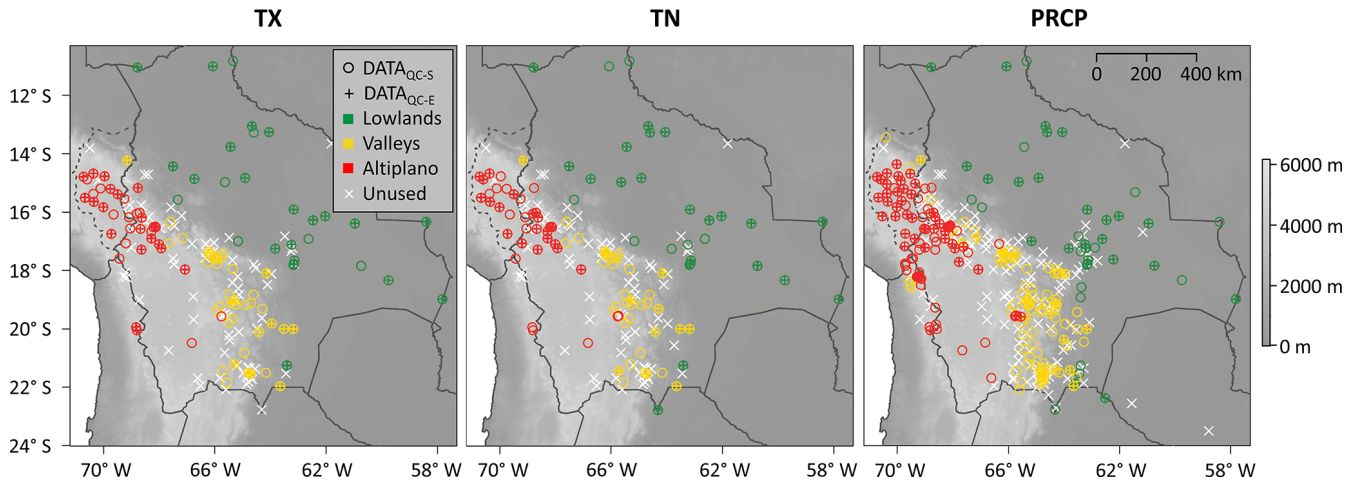 TX TN PRCP
DATAQC-S
DATAQC-E
Lowlands
Valleys
Altiplano
Unused
0 200 400 km
12° S
14° S
16° S
18° S
20° S
22° S
24° S
6000 m
4000 m
2000 m
0 m
70° W 66° W 62° W 58° W 70° W 66° W 62° W 58° W 70° W 66° W 62° W 58° W